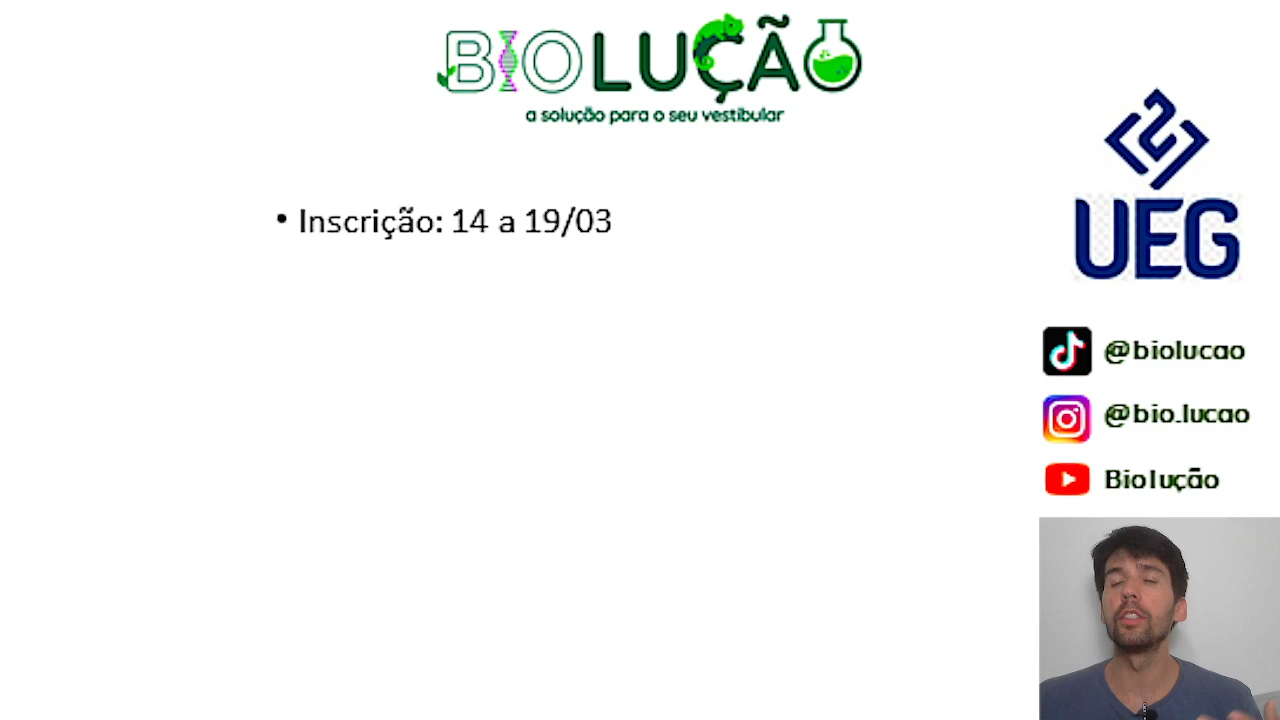 BIOLUÇÃO
a solução para o seu vestibular
UEG
• Inscrição: 14 a 19/03
@biolucao
@bio.lucao
Biolução